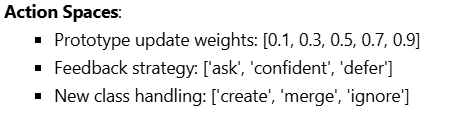 Action Spaces:
▪ Prototype update weights: [0.1, 0.3, 0.5, 0.7, 0.9]
▪ Feedback strategy: ['ask', 'confident', 'defer']
▪ New class handling: ['create', 'merge', 'ignore']